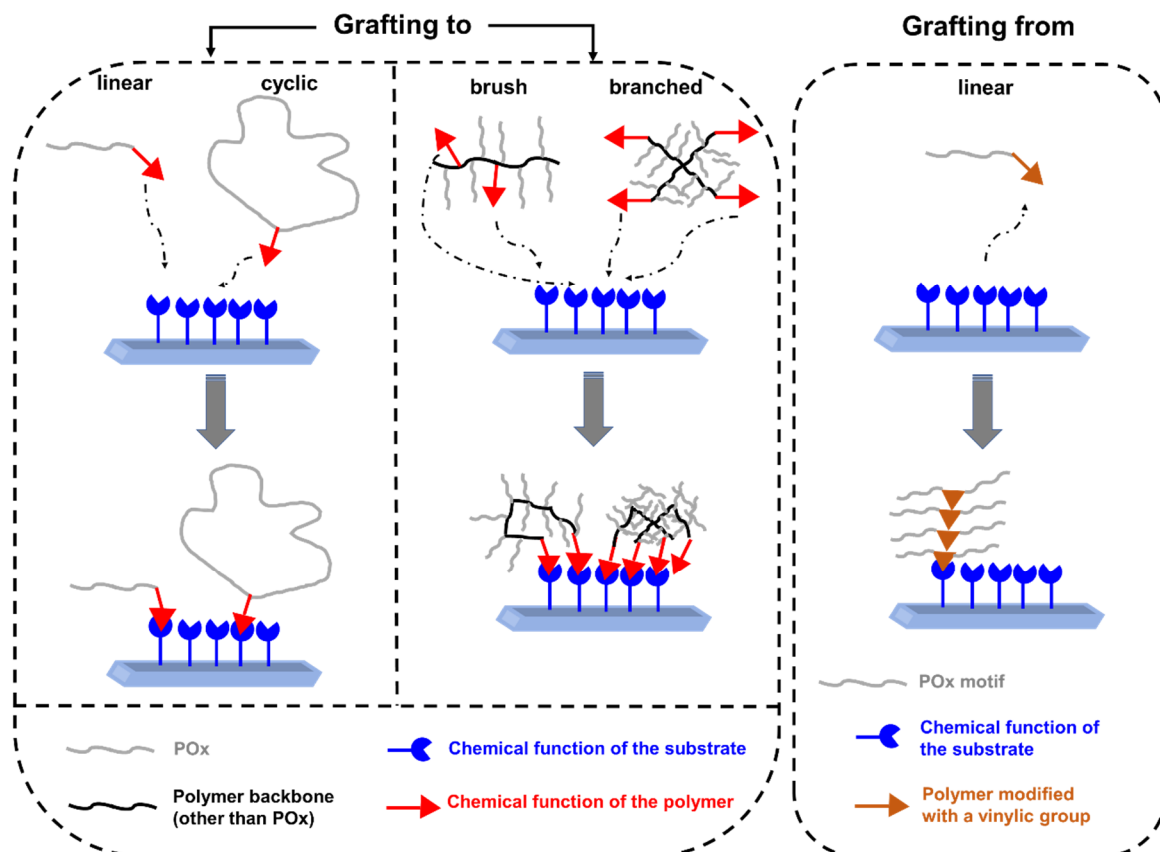 Grafting to
Grafting from
linear
cyclic
brush
branched
linear
POx
Polymer backbone
(other than POx)
Chemical function of the substrate
Chemical function of the polymer
POx motif
Chemical function of
the substrate
Polymer modified
with a vinylic group